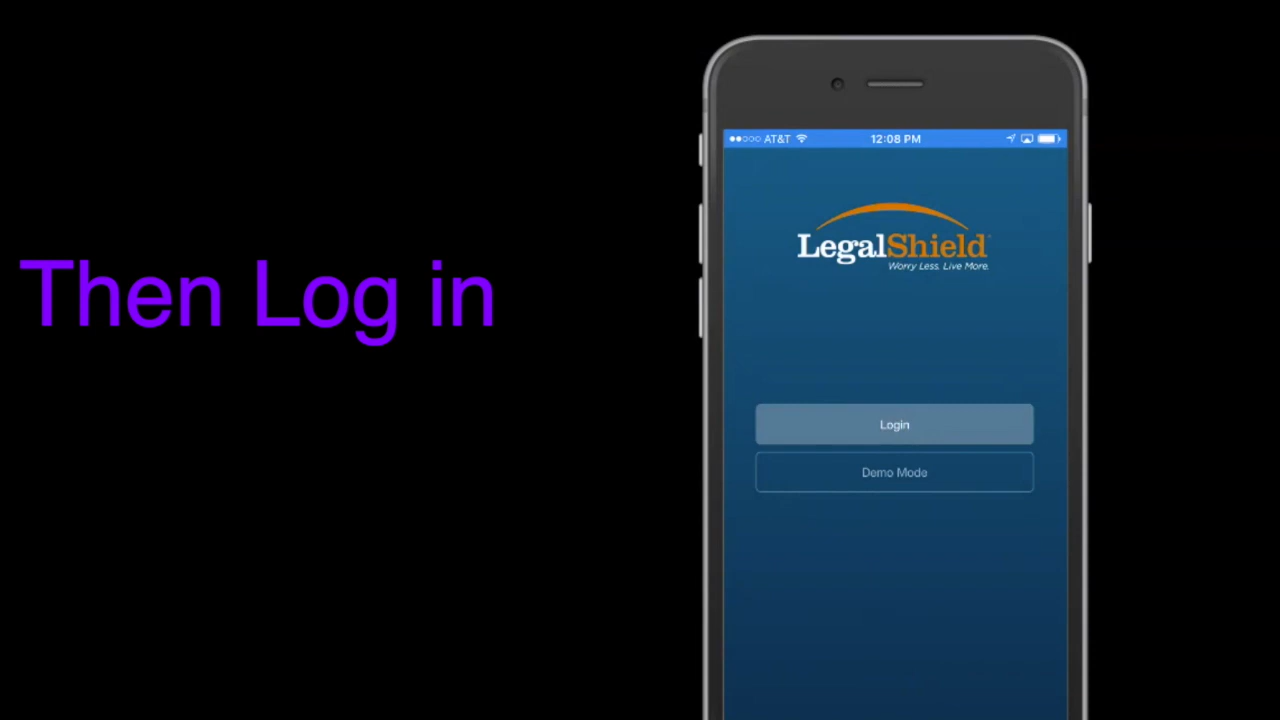 Then Log in
AT&T 12:08 PM
LegalShield
Worry Less. Live More.
Login
Demo Mode